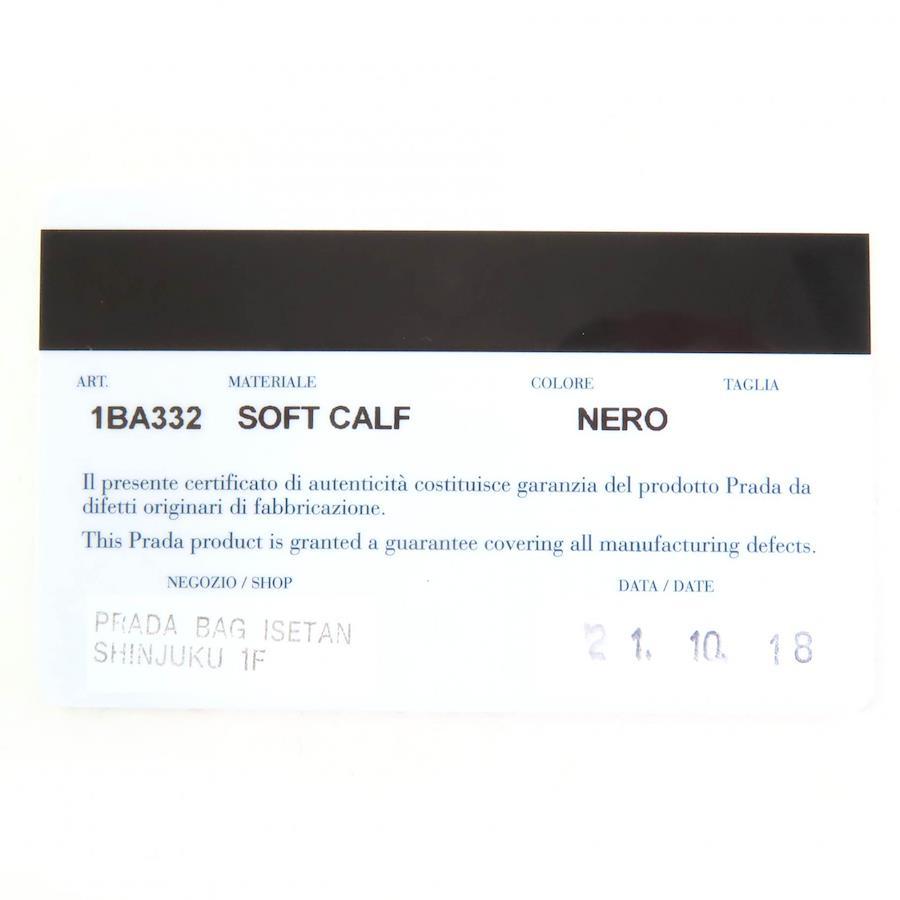 ART. MATERIALE COLORE TAGLIA
1BA332 SOFT CALF NERO
Il presente certificato di autenticità costituisce garanzia del prodotto Prada da
difetti originari di fabbricazione.
This Prada product is granted a guarantee covering all manufacturing defects.
NEGOZIO / SHOP DATA / DATE
PRADA BAG ISETAN
SHINJUKU 1F
21. 10. 18